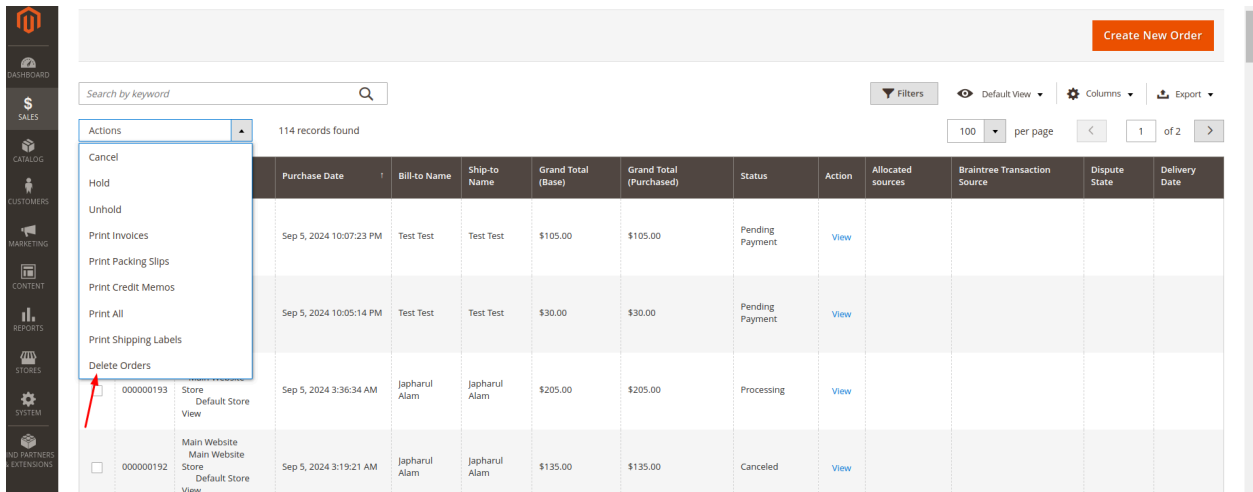 Create New Order
DASHBOARD
$
SALES
CATALOG
CUSTOMERS
MARKETING
CONTENT
REPORTS
STORES
SYSTEM
ND PARTNERS
& EXTENSIONS
Search by keyword
Filters
Default View
Columns
Export
Actions
114 records found
100
per page
1
of 2
Cancel
Hold
Unhold
Print Invoices
Print Packing Slips
Print Credit Memos
Print All
Print Shipping Labels
Delete Orders
Purchase Date ↑ Bill-to Name Ship-to Name Grand Total (Base) Grand Total (Purchased) Status Action Allocated sources Braintree Transaction Source Dispute State Delivery Date
Sep 5, 2024 10:07:23 PM Test Test Test Test $105.00 $105.00 Pending Payment View
Sep 5, 2024 10:05:14 PM Test Test Test Test $30.00 $30.00 Pending Payment View
000000193 Main Website Store Default Store View Sep 5, 2024 3:36:34 AM Japharul Alam Japharul Alam $205.00 $205.00 Processing View
000000192 Main Website Main Website Store Default Store View Sep 5, 2024 3:19:21 AM Japharul Alam Japharul Alam $135.00 $135.00 Canceled View